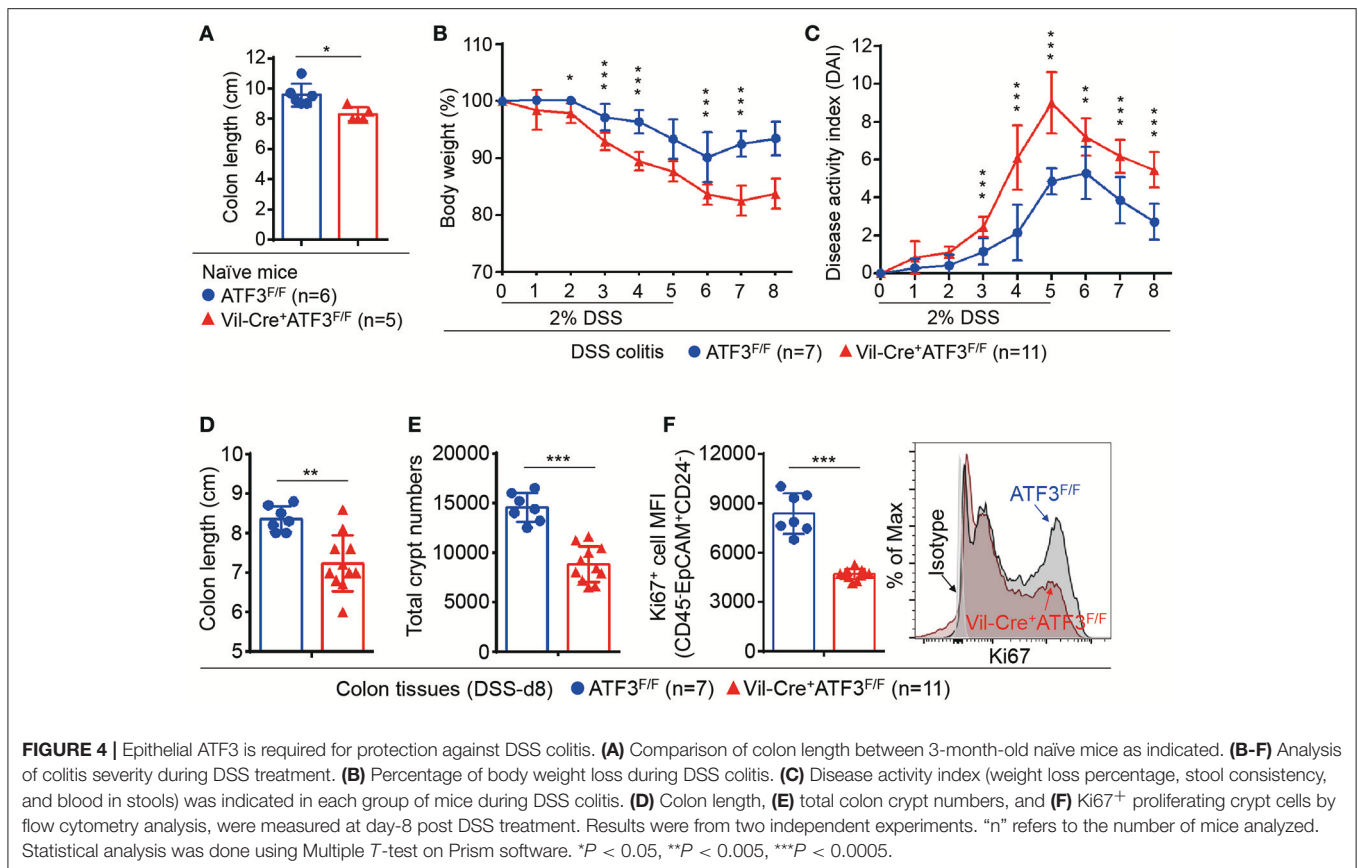 A
*
Colon length (cm)
12
10
8
6
4
2
0
Naïve mice
ATF3F/F (n=6)
Vil-Cre+ATF3F/F (n=5)
B
Body weight (%)
110
100
90
80
70
* *** *** *** ***
0 1 2 3 4 5 6 7 8
2% DSS
C
Disease activity index (DAI)
12
10
8
6
4
2
0
*** *** *** ** *** ***
0 1 2 3 4 5 6 7 8
2% DSS
DSS colitis ATF3F/F (n=7) Vil-Cre+ATF3F/F (n=11)
D
**
Colon length (cm)
10
9
8
7
6
5
E
***
Total crypt numbers
20000
15000
10000
5000
0
F
***
Ki67+ cell MFI
(CD45-EpCAM+CD24-)
12000
9000
6000
3000
0
% of Max
Isotype
ATF3F/F
Vil-Cre+ATF3F/F
Ki67
Colon tissues (DSS-d8) ATF3F/F (n=7) Vil-Cre+ATF3F/F (n=11)
FIGURE 4 | Epithelial ATF3 is required for protection against DSS colitis. (A) Comparison of colon length between 3-month-old naïve mice as indicated. (B-F) Analysis
of colitis severity during DSS treatment. (B) Percentage of body weight loss during DSS colitis. (C) Disease activity index (weight loss percentage, stool consistency,
and blood in stools) was indicated in each group of mice during DSS colitis. (D) Colon length, (E) total colon crypt numbers, and (F) Ki67+ proliferating crypt cells by
flow cytometry analysis, were measured at day-8 post DSS treatment. Results were from two independent experiments. “n” refers to the number of mice analyzed.
Statistical analysis was done using Multiple T-test on Prism software. *P < 0.05, **P < 0.005, ***P < 0.0005.